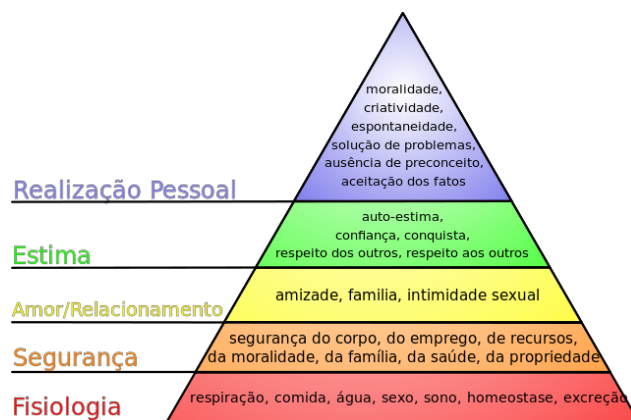 moralidade,
criatividade,
espontaneidade,
solução de problemas,
ausência de preconceito,
aceitação dos fatos
Realização Pessoal
auto-estima,
confiança, conquista,
respeito dos outros, respeito aos outros
Estima
amizade, familia, intimidade sexual
Amor/Relacionamento
segurança do corpo, do emprego, de recursos,
da moralidade, da família, da saúde, da propriedade
Segurança
respiração, comida, água, sexo, sono, homeostase, excreção
Fisiologia